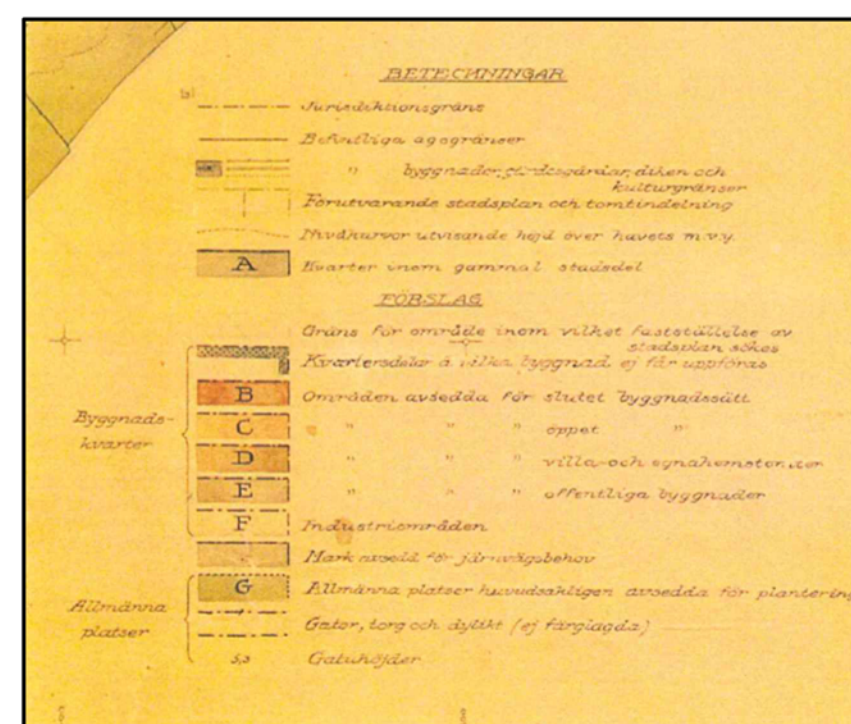 BETECKNINGAR
Jurisdiktionsgräns
Befintliga ägogränser
" byggnader, gärdesgårdar, diken och
kulturgränser
Förutvarande stadsplan och tomtindelning
Nivåkurvor utvisande höjd över havets m.v.y.
A Kvarter inom gammal stadsdel
FÖRSLAG
Gräns för område inom vilket fastställelse av
stadsplan sökes
Kvartersdelar å vilka byggnad ej får uppföras
B Områden avsedda för slutet byggnadssätt
Byggnads-
kvarter
C " " " öppet "
D " " " villa- och egnahemstomter
E " " " offentliga byggnader
F Industriområden
Mark avsedd för järnvägsbehov
G Allmänna platser huvudsakligen avsedda för plantering
Allmänna
platser
Gator, torg och dylikt (ej färglagda)
5,5 Gatuhöjder